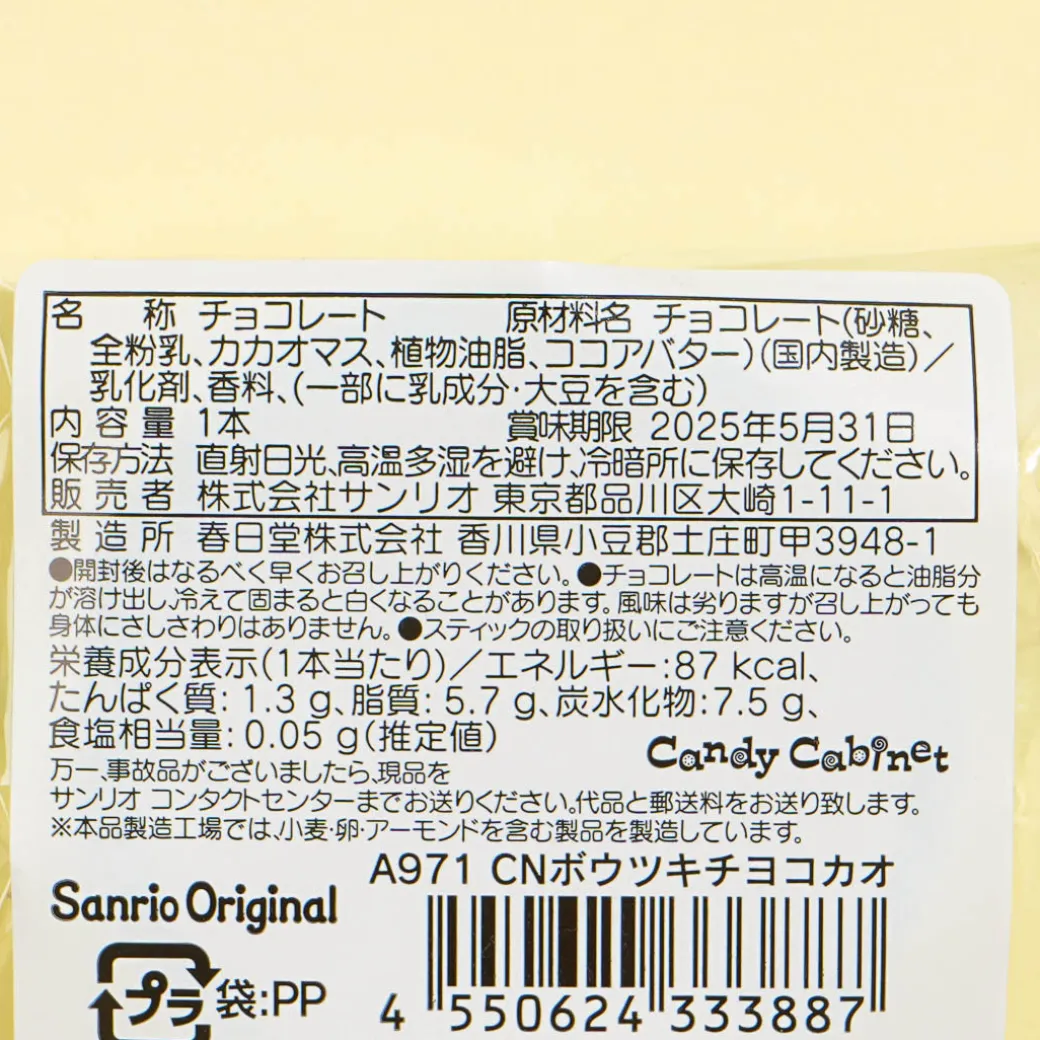 名称 チョコレート 原材料名 チョコレート(砂糖、
全粉乳、カカオマス、植物油脂、ココアバター)(国内製造)／
乳化剤、香料、(一部に乳成分・大豆を含む)
内容量 1本 賞味期限 2025年5月31日
保存方法 直射日光、高温多湿を避け、冷暗所に保存してください。
販売者 株式会社サンリオ 東京都品川区大崎1-11-1
製造所 春日堂株式会社 香川県小豆郡土庄町甲3948-1
●開封後はなるべく早くお召し上がりください。●チョコレートは高温になると油脂分
が溶け出し、冷えて固まると白くなることがあります。風味は劣りますが召し上がっても
身体にさしさわりはありません。●スティックの取り扱いにご注意ください。
栄養成分表示(1本当たり)／エネルギー:87 kcal、
たんぱく質: 1.3 g、脂質: 5.7 g、炭水化物:7.5 g、
食塩相当量: 0.05 g(推定値)
Candy Cabinet
万一、事故品がございましたら、現品を
サンリオ コンタクトセンターまでお送りください。代品と郵送料をお送り致します。
※本品製造工場では、小麦・卵・アーモンドを含む製品を製造しています。
A971 CNボウツキチヨコカオ
Sanrio Original
プラ 袋:PP
4 550624 333887